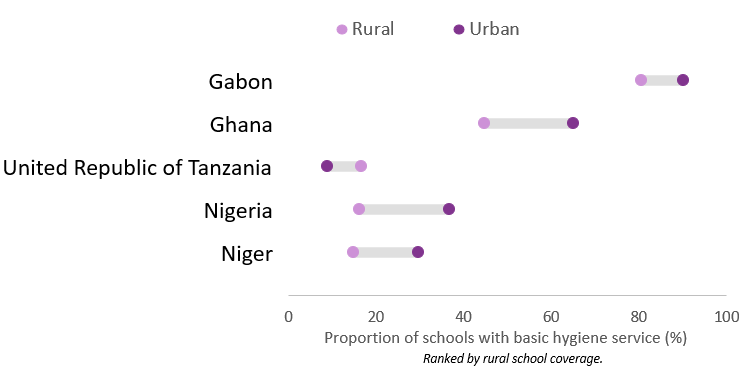 Rural Urban
Gabon
Ghana
United Republic of Tanzania
Nigeria
Niger
0 20 40 60 80 100
Proportion of schools with basic hygiene service (%)
Ranked by rural school coverage.